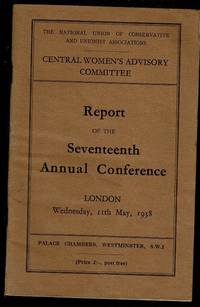 THE NATIONAL UNION OF CONSERVATIVE
AND UNIONIST ASSOCIATIONS
CENTRAL WOMEN'S ADVISORY
COMMITTEE
Report
OF THE
Seventeenth
Annual Conference
LONDON
Wednesday, 11th May, 1938
PALACE CHAMBERS, WESTMINSTER, S.W.1
(Price 2/-, post free)